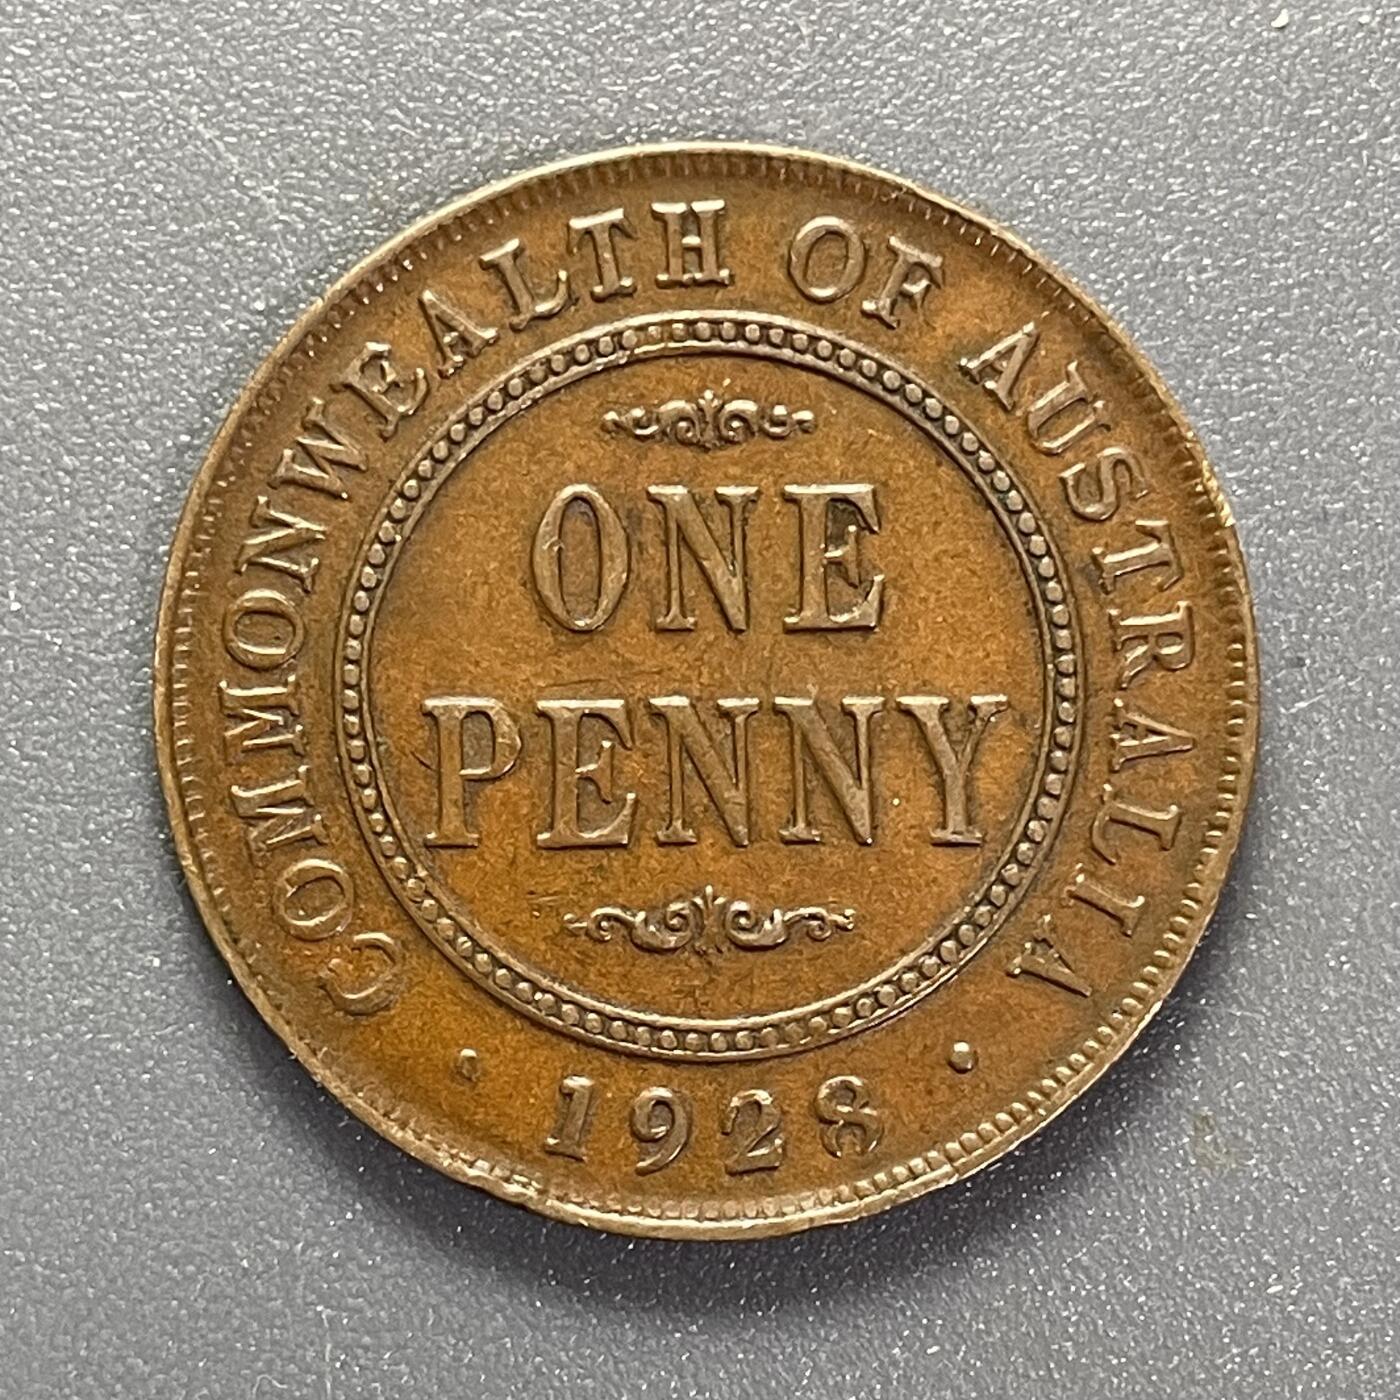 COMMONWEALTH OF AUSTRALIA
ONE
PENNY
· 1928 ·